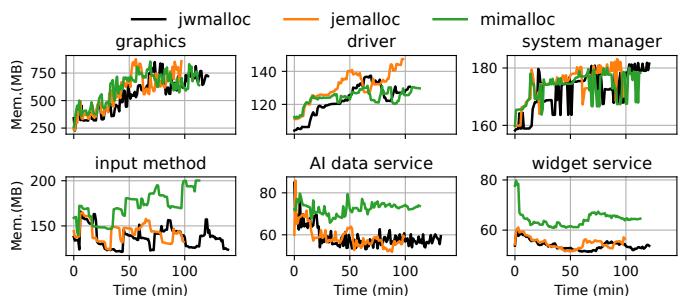 jwmalloc jemalloc mimalloc
graphics driver system manager
Mem.(MB) 750 500 250 140 120 180 160
input method AI data service widget service
Mem.(MB) 200 150 80 60 80 60
0 50 100 0 50 100 0 50 100
Time (min) Time (min) Time (min)